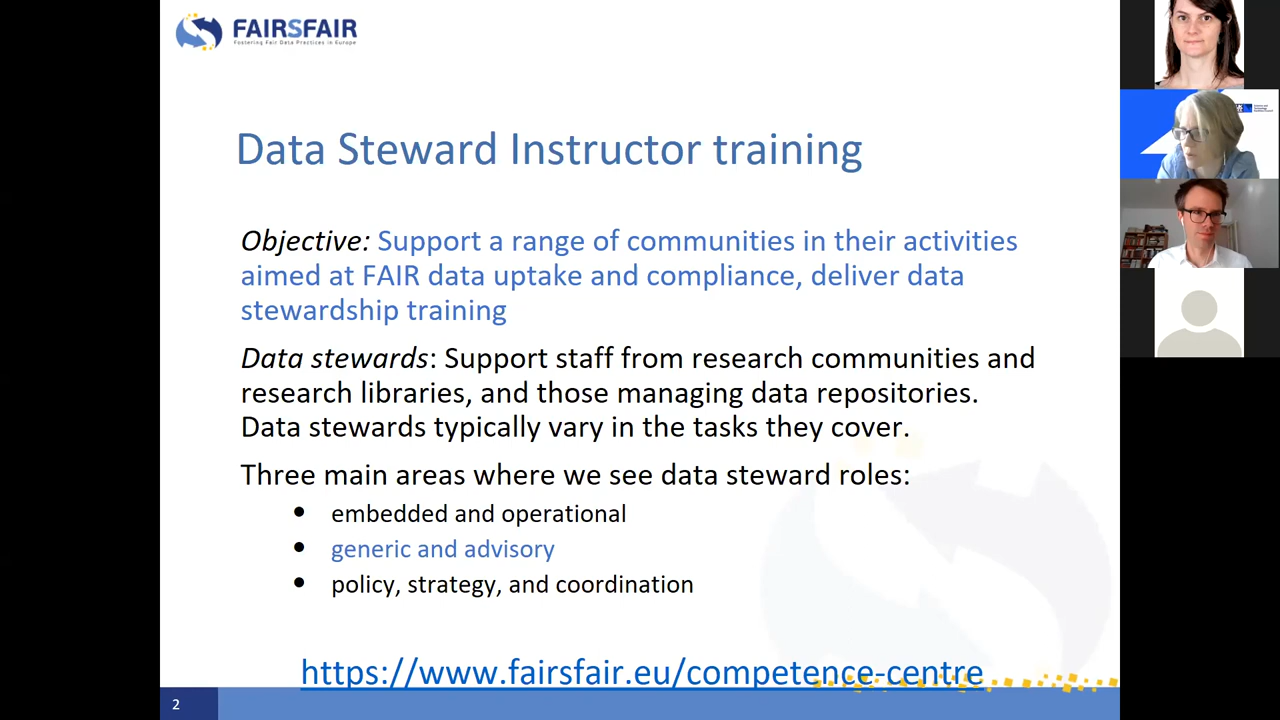 FAIRSFAIR
Fostering Fair Data Practices in Europe
Data Steward Instructor training
Objective: Support a range of communities in their activities
aimed at FAIR data uptake and compliance, deliver data
stewardship training
Data stewards: Support staff from research communities and
research libraries, and those managing data repositories.
Data stewards typically vary in the tasks they cover.
Three main areas where we see data steward roles:
• embedded and operational
• generic and advisory
• policy, strategy, and coordination
https://www.fairsfair.eu/competence-centre
2